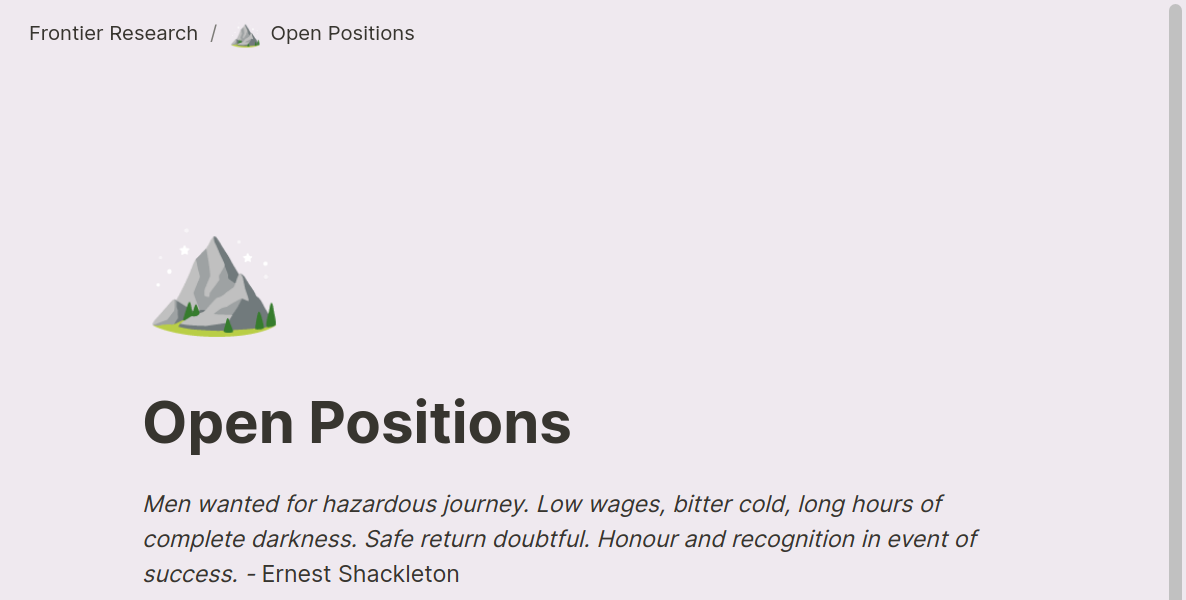 Frontier Research / Open Positions
Open Positions
Men wanted for hazardous journey. Low wages, bitter cold, long hours of
complete darkness. Safe return doubtful. Honour and recognition in event of
success. - Ernest Shackleton